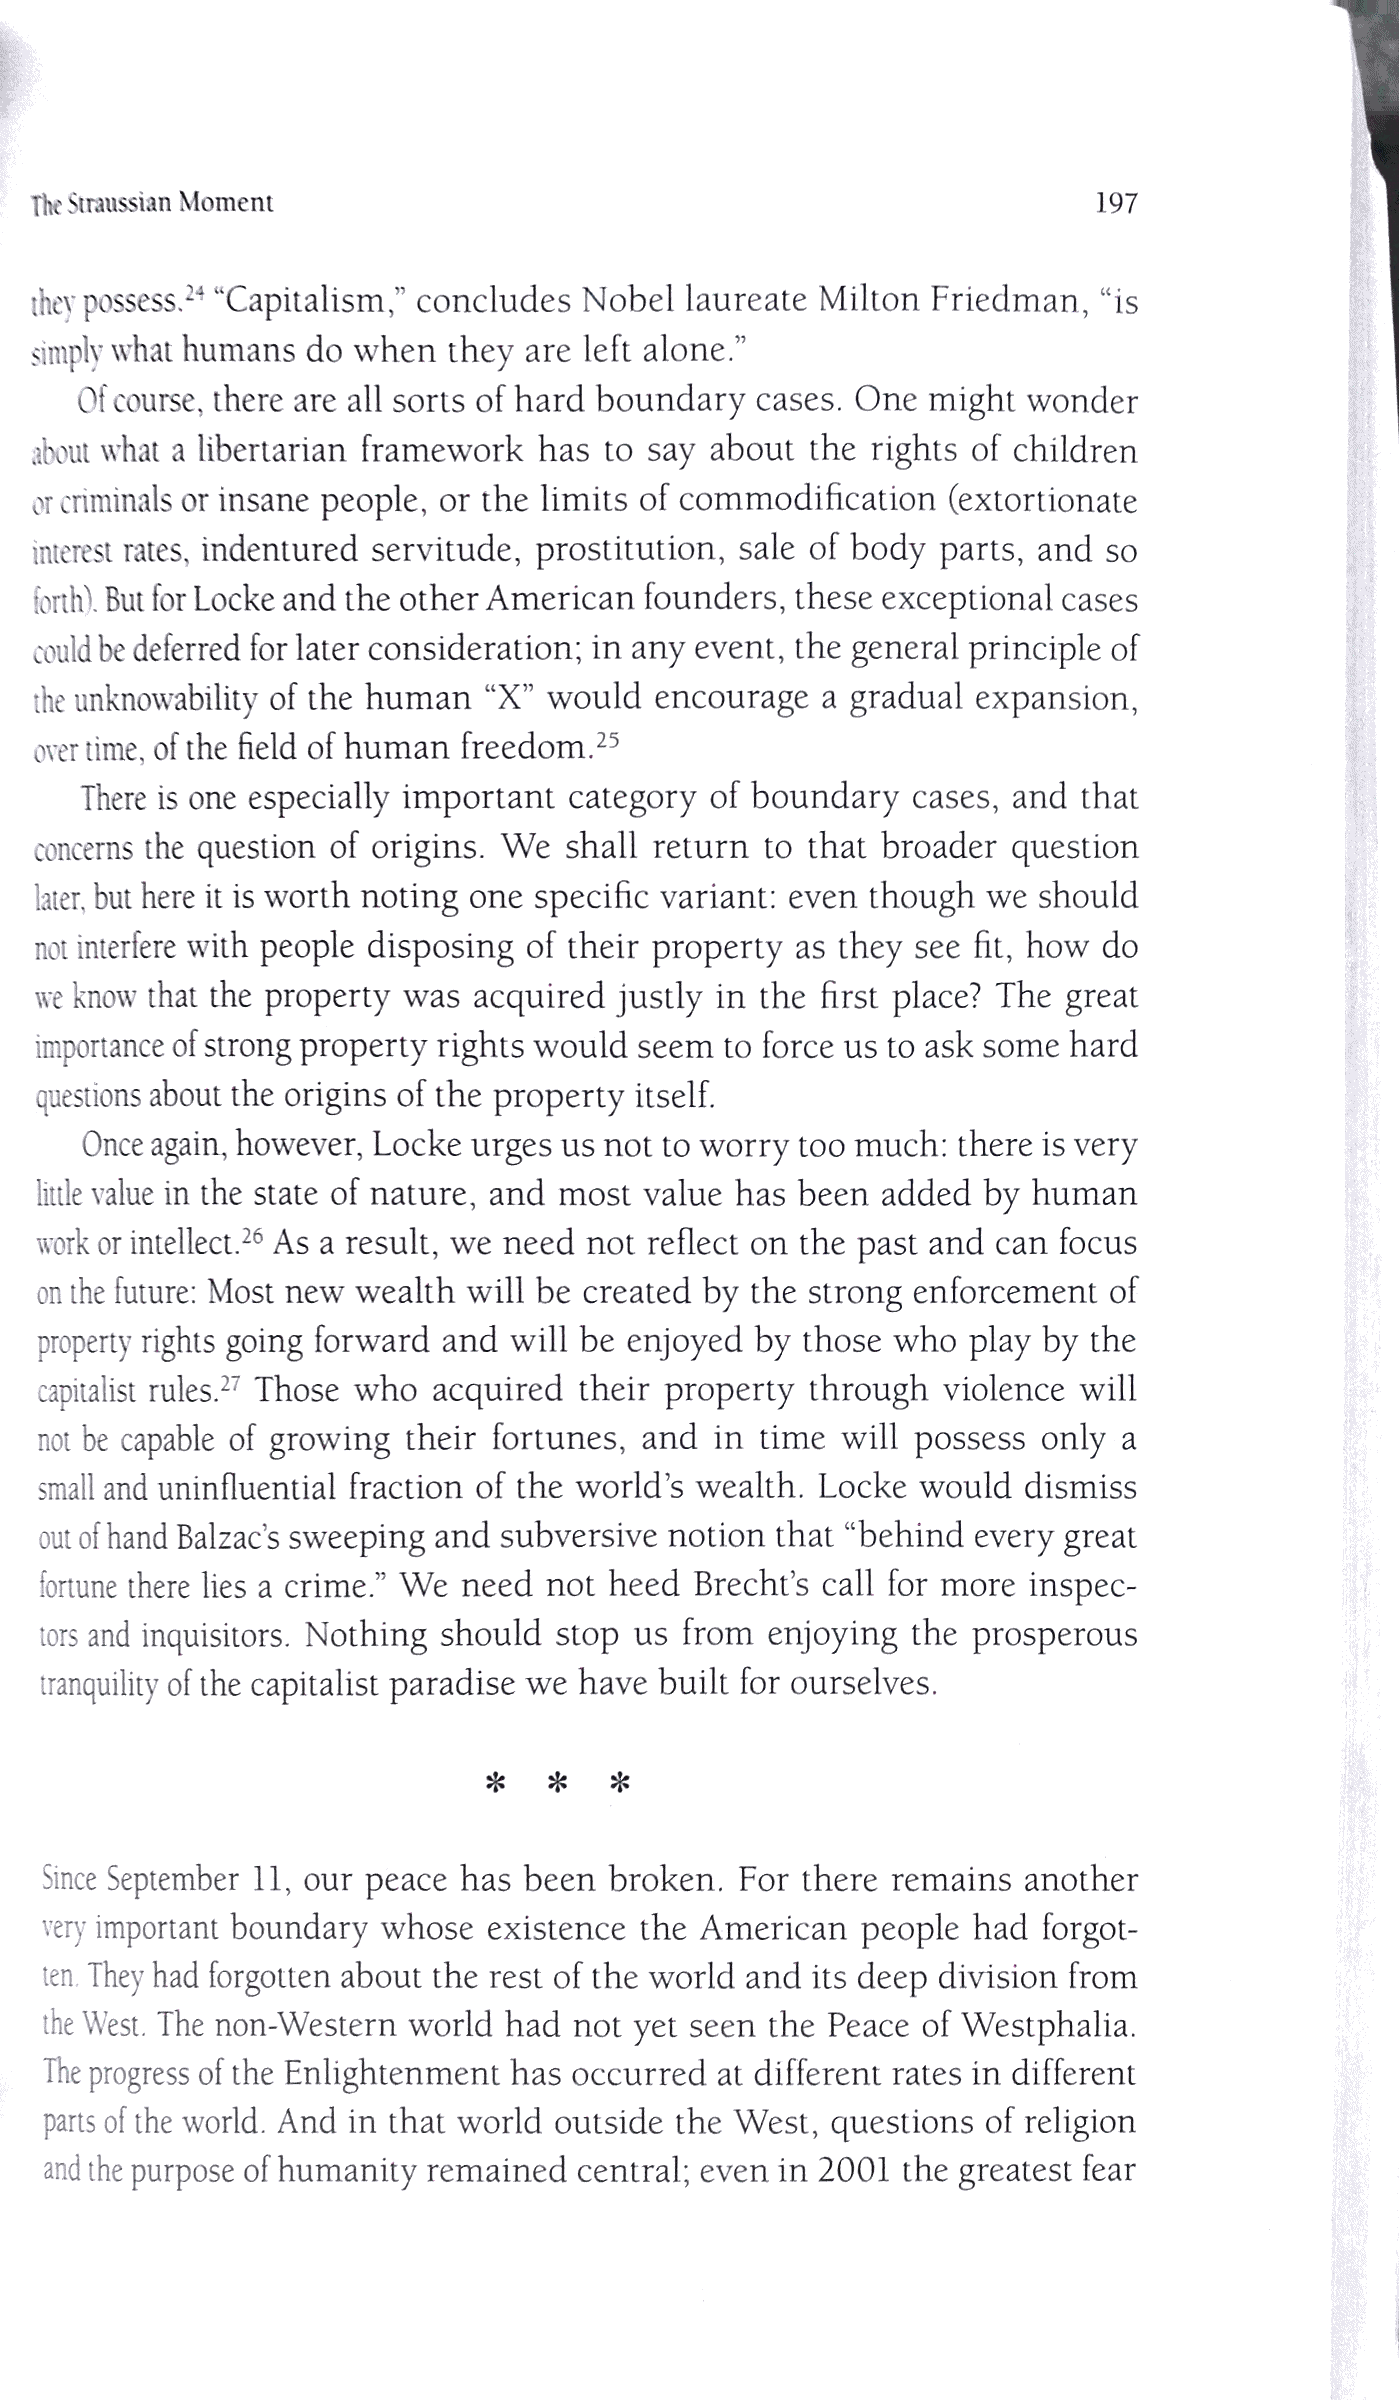 The Straussian Moment 197
they possess.24 “Capitalism,” concludes Nobel laureate Milton Friedman, “is
simply what humans do when they are left alone.”
Of course, there are all sorts of hard boundary cases. One might wonder
about what a libertarian framework has to say about the rights of children
or criminals or insane people, or the limits of commodification (extortionate
interest rates, indentured servitude, prostitution, sale of body parts, and so
forth). But for Locke and the other American founders, these exceptional cases
could be deferred for later consideration; in any event, the general principle of
the unknowability of the human “X” would encourage a gradual expansion,
over time, of the field of human freedom.25
There is one especially important category of boundary cases, and that
concerns the question of origins. We shall return to that broader question
later, but here it is worth noting one specific variant: even though we should
not interfere with people disposing of their property as they see fit, how do
we know that the property was acquired justly in the first place? The great
importance of strong property rights would seem to force us to ask some hard
questions about the origins of the property itself.
Once again, however, Locke urges us not to worry too much: there is very
little value in the state of nature, and most value has been added by human
work or intellect.26 As a result, we need not reflect on the past and can focus
on the future: Most new wealth will be created by the strong enforcement of
property rights going forward and will be enjoyed by those who play by the
capitalist rules.27 Those who acquired their property through violence will
not be capable of growing their fortunes, and in time will possess only a
small and uninfluential fraction of the world’s wealth. Locke would dismiss
out of hand Balzac’s sweeping and subversive notion that “behind every great
fortune there lies a crime.” We need not heed Brecht’s call for more inspec-
tors and inquisitors. Nothing should stop us from enjoying the prosperous
tranquility of the capitalist paradise we have built for ourselves.
* * *
Since September 11, our peace has been broken. For there remains another
very important boundary whose existence the American people had forgot-
ten. They had forgotten about the rest of the world and its deep division from
the West. The non-Western world had not yet seen the Peace of Westphalia.
The progress of the Enlightenment has occurred at different rates in different
parts of the world. And in that world outside the West, questions of religion
and the purpose of humanity remained central; even in 2001 the greatest fear